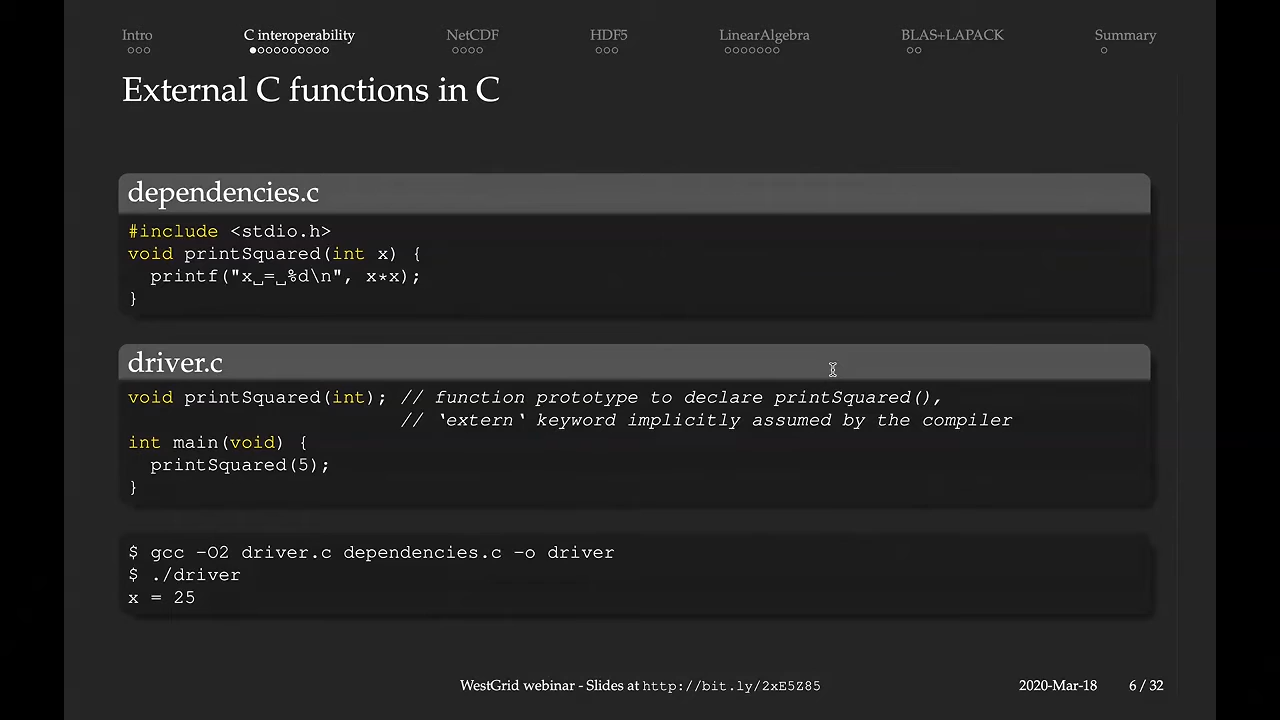 Intro C interoperability NetCDF HDF5 LinearAlgebra BLAS+LAPACK Summary
External C functions in C
dependencies.c
#include <stdio.h>
void printSquared(int x) {
  printf("x␣=␣%d\n", x*x);
}
driver.c
void printSquared(int); // function prototype to declare printSquared(),
                        // ‘extern‘ keyword implicitly assumed by the compiler
int main(void) {
  printSquared(5);
}
$ gcc -O2 driver.c dependencies.c -o driver
$ ./driver
x = 25
WestGrid webinar - Slides at http://bit.ly/2xE5Z85 2020-Mar-18 6 / 32